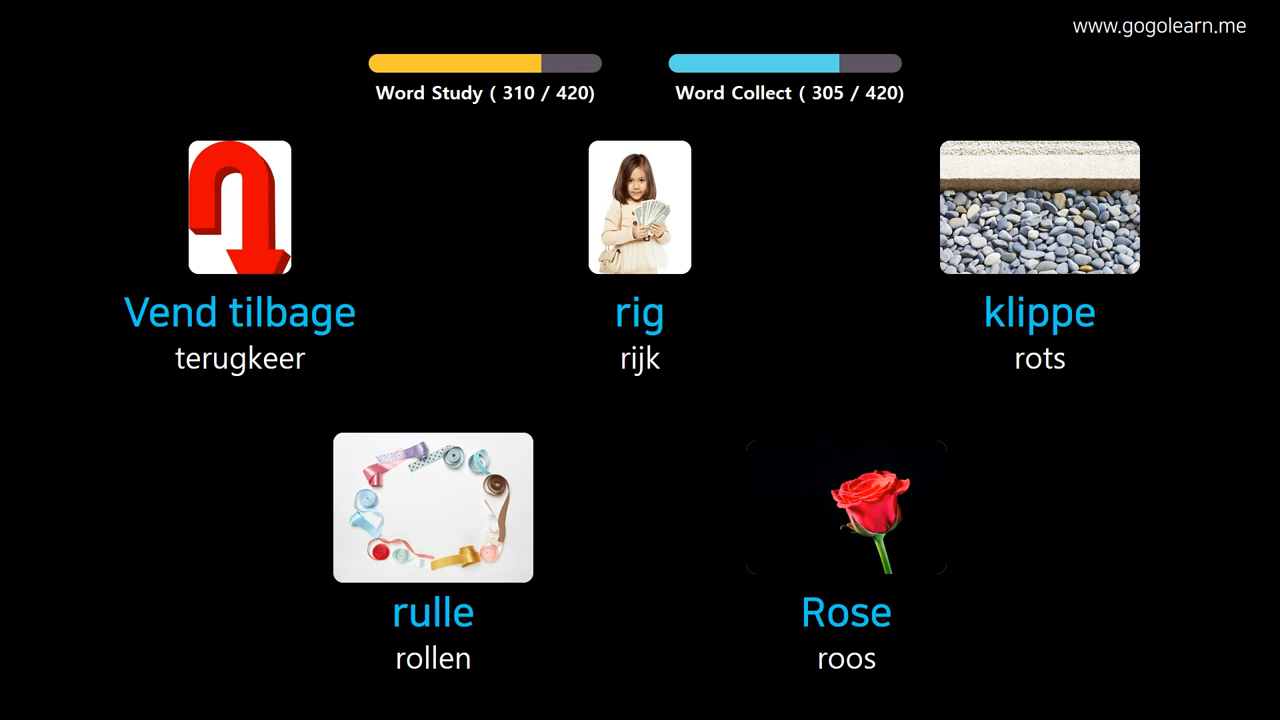 www.gogolearn.me
Word Study ( 310 / 420)
Word Collect ( 305 / 420)
Vend tilbage
terugkeer
rig
rijk
klippe
rots
rulle
rollen
Rose
roos